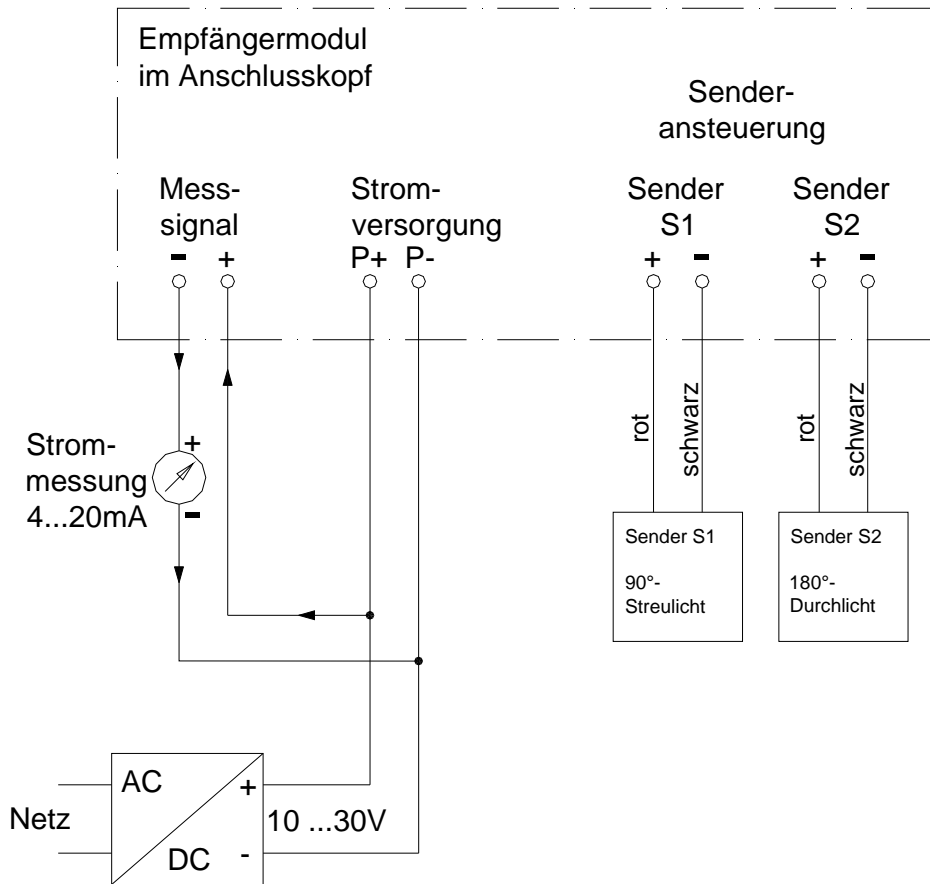 Empfängermodul
im Anschlusskopf
Sender-
ansteuerung
Mess-
signal
Strom-
versorgung
Sender
S1
Sender
S2
- +
P+ P-
+ -
+ -
rot
schwarz
rot
schwarz
Strom-
messung
4...20mA
+
-
Sender S1
90°-
Streulicht
Sender S2
180°-
Durchlicht
Netz
AC
DC
+
-
10 ...30V